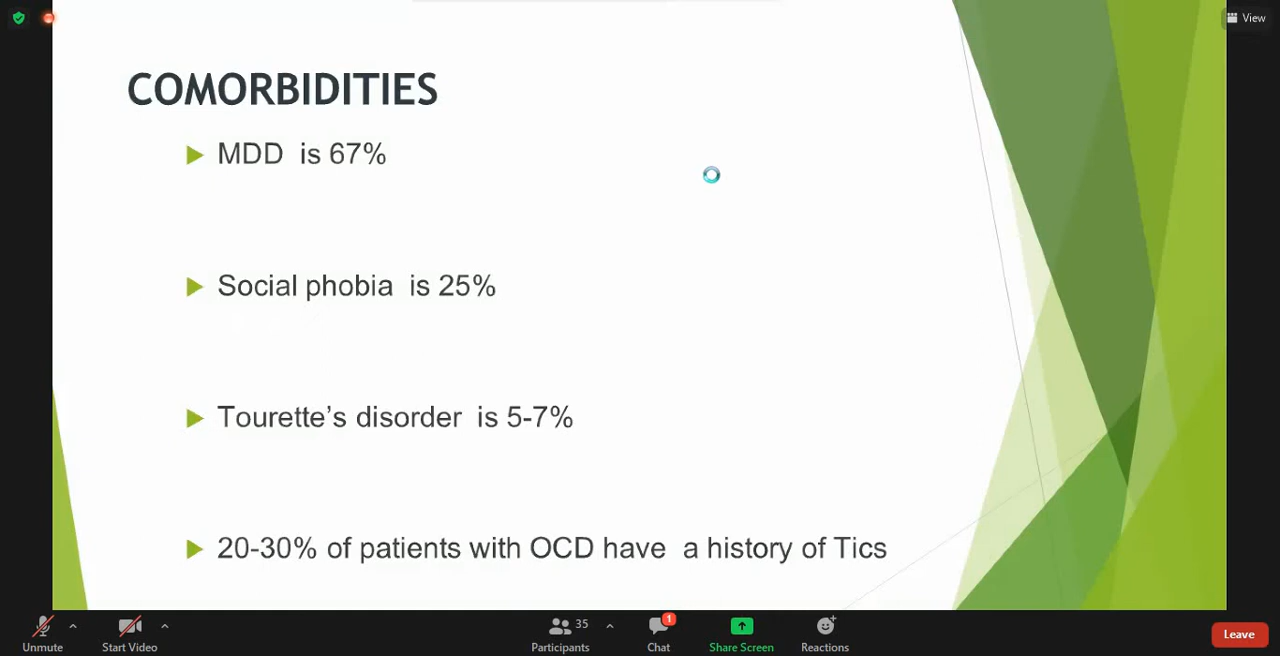 View
COMORBIDITIES
MDD is 67%
Social phobia is 25%
Tourette’s disorder is 5-7%
20-30% of patients with OCD have a history of Tics
35
1
Unmute
Start Video
Participants
Chat
Share Screen
Reactions
Leave